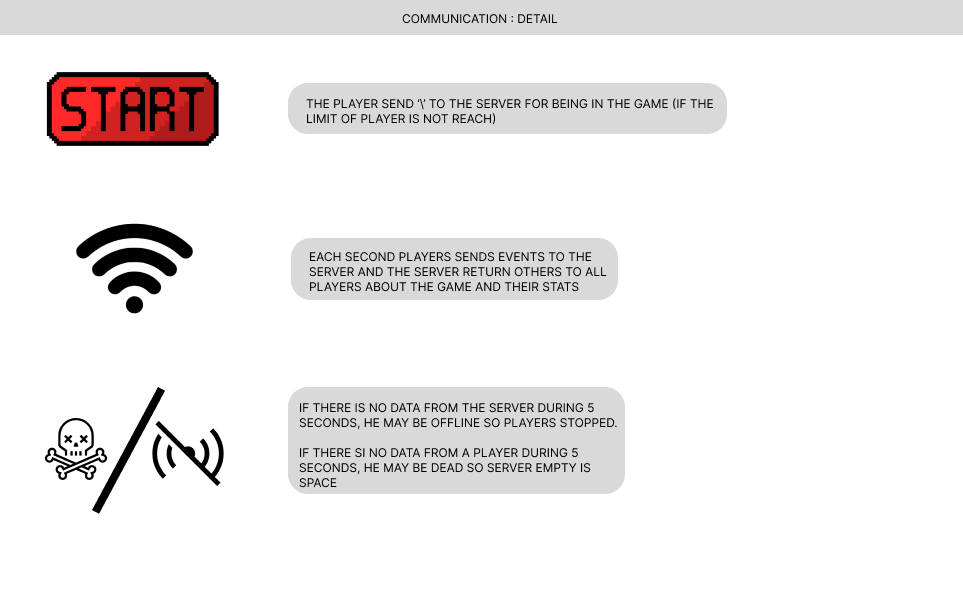 COMMUNICATION : DETAIL
START
THE PLAYER SEND '\' TO THE SERVER FOR BEING IN THE GAME (IF THE
LIMIT OF PLAYER IS NOT REACH)
EACH SECOND PLAYERS SENDS EVENTS TO THE
SERVER AND THE SERVER RETURN OTHERS TO ALL
PLAYERS ABOUT THE GAME AND THEIR STATS
IF THERE IS NO DATA FROM THE SERVER DURING 5
SECONDS, HE MAY BE OFFLINE SO PLAYERS STOPPED.
IF THERE SI NO DATA FROM A PLAYER DURING 5
SECONDS, HE MAY BE DEAD SO SERVER EMPTY IS
SPACE